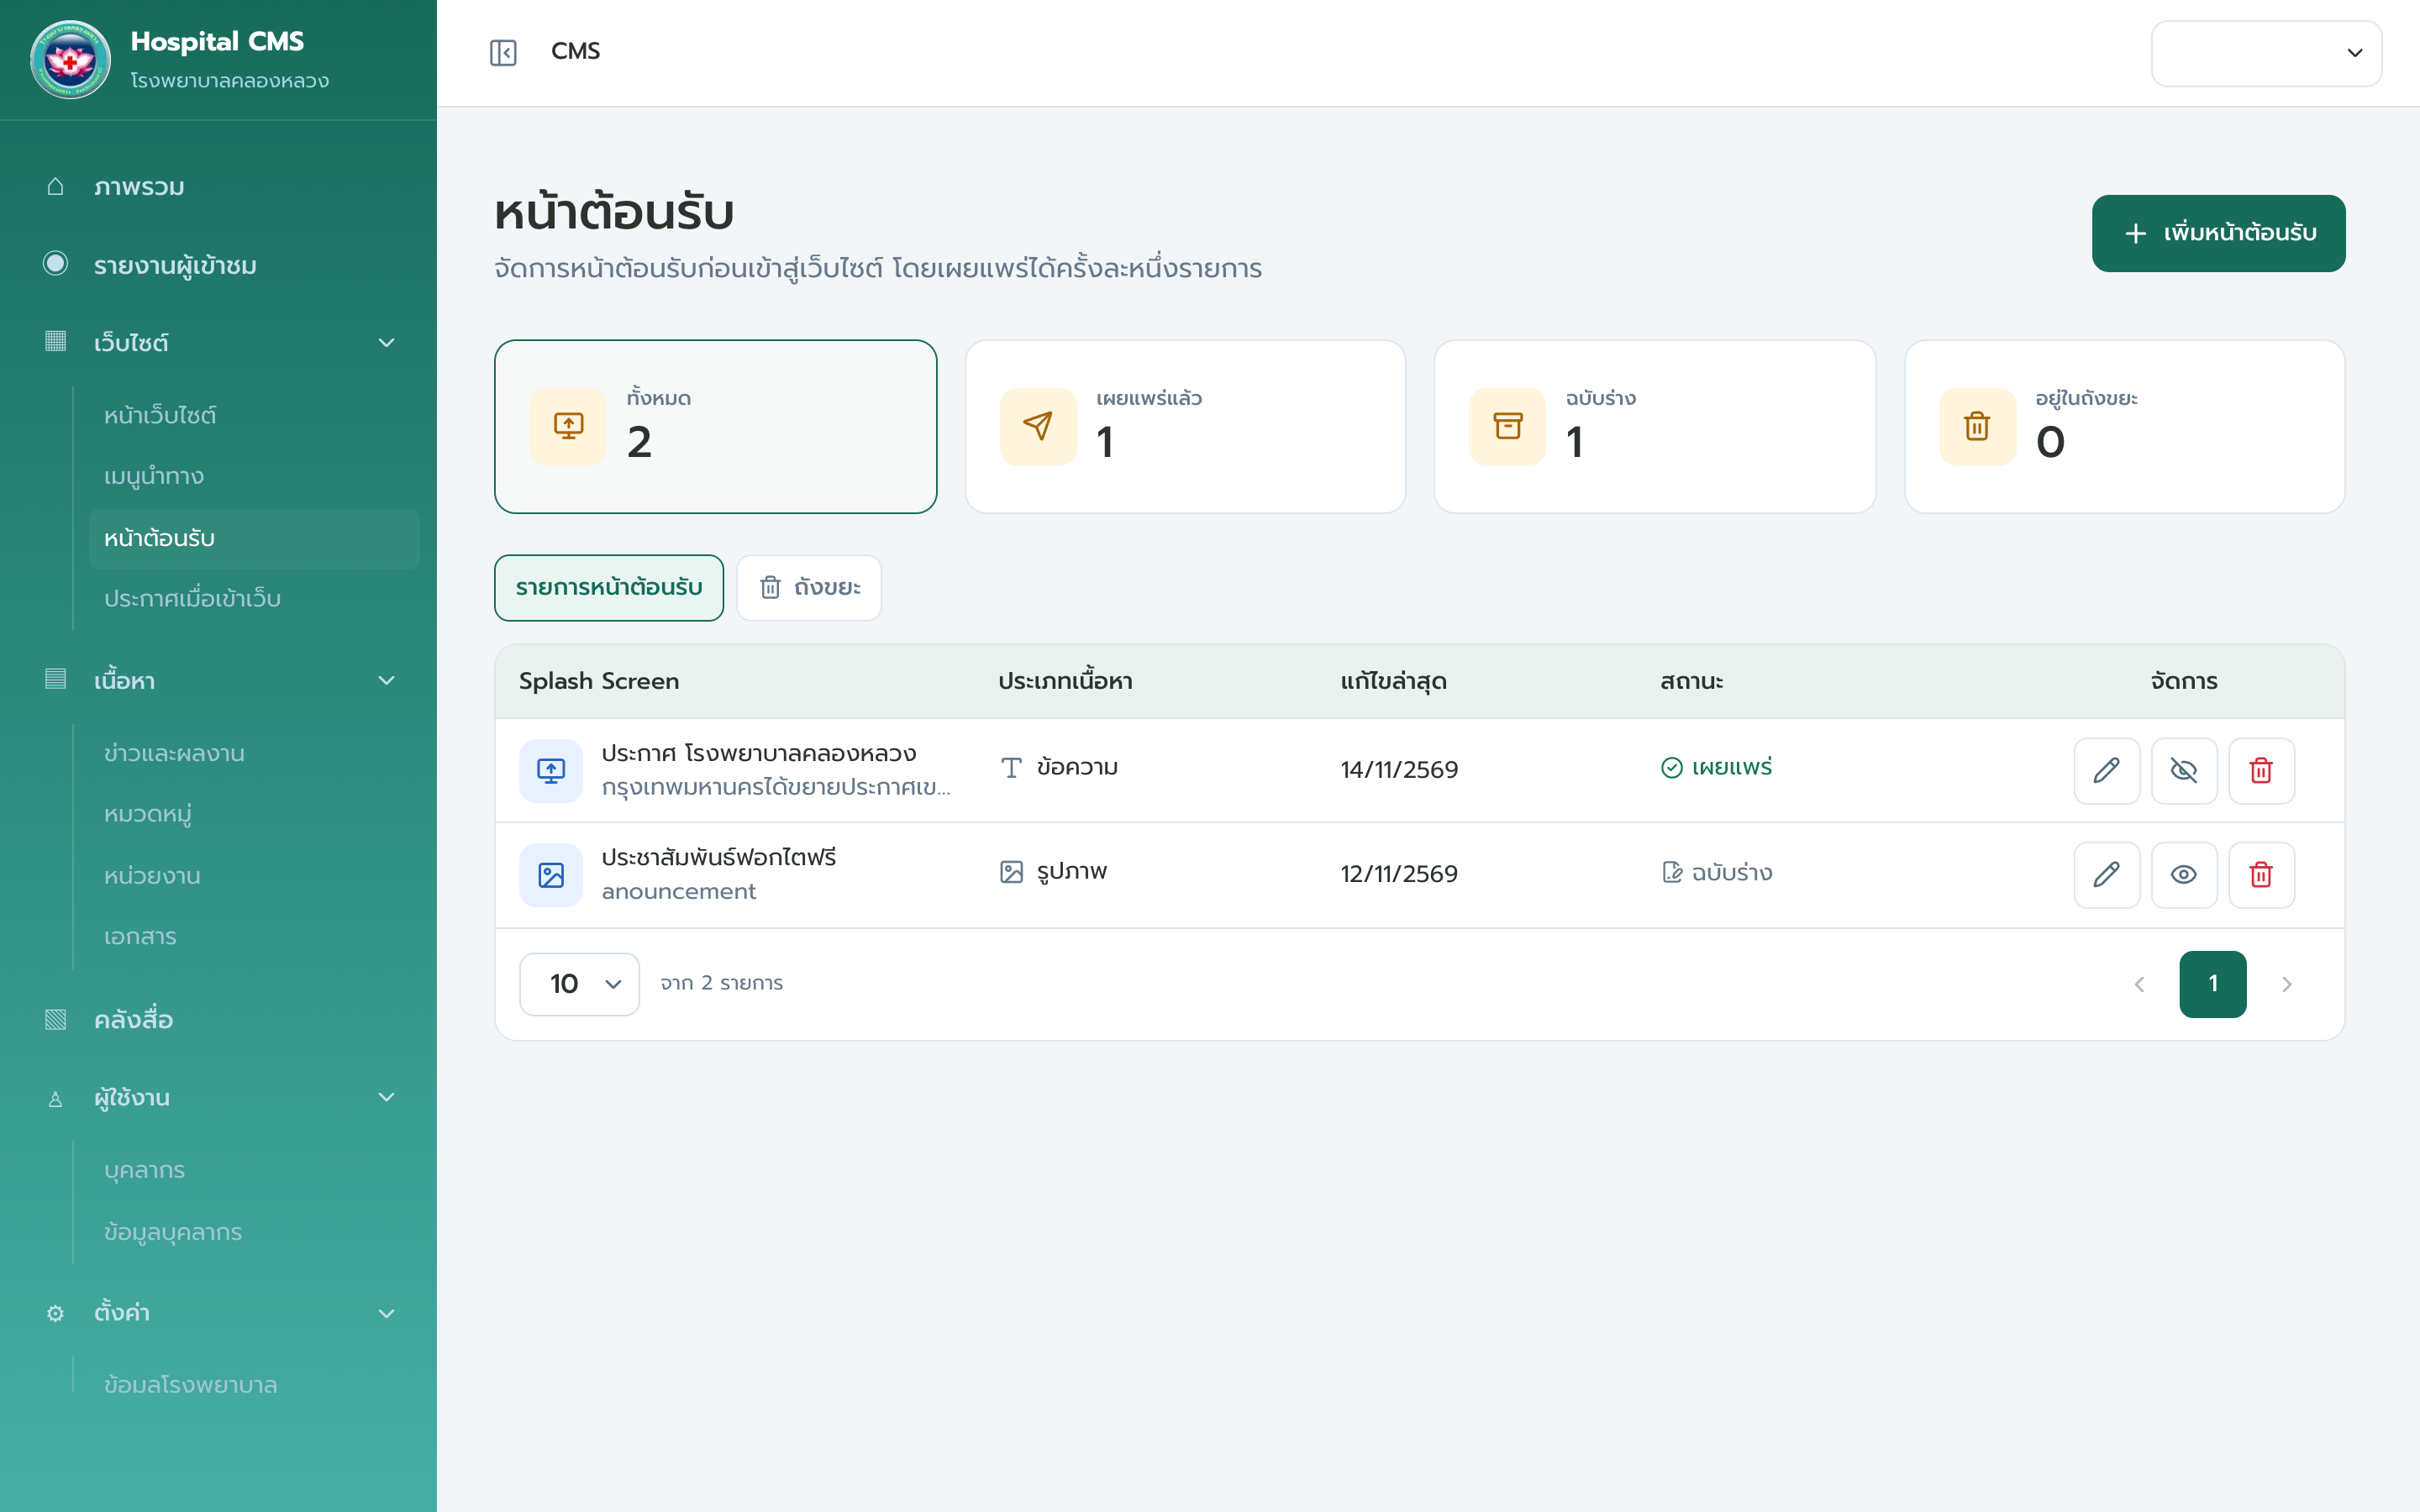 Hospital CMS
โรงพยาบาลคลองหลวง
ภาพรวม
รายงานผู้เข้าชม
เว็บไซต์
หน้าเว็บไซต์
เมนูนำทาง
หน้าต้อนรับ
ประกาศเมื่อเข้าเว็บ
เนื้อหา
ข่าวและผลงาน
หมวดหมู่
หน่วยงาน
เอกสาร
คลังสื่อ
ผู้ใช้งาน
บุคลากร
ข้อมูลบุคลากร
ตั้งค่า
ข้อมูลโรงพยาบาล
CMS
หน้าต้อนรับ
จัดการหน้าต้อนรับก่อนเข้าสู่เว็บไซต์ โดยเผยแพร่ได้ครั้งละหนึ่งรายการ
เพิ่มหน้าต้อนรับ
ทั้งหมด
2
เผยแพร่แล้ว
1
ฉบับร่าง
1
อยู่ในถังขยะ
0
รายการหน้าต้อนรับ ถังขยะ
Splash Screen ประเภทเนื้อหา แก้ไขล่าสุด สถานะ จัดการ
ประกาศ โรงพยาบาลคลองหลวง
กรุงเทพมหานครได้ขยายประกาศเข...
ข้อความ 14/11/2569 เผยแพร่
ประชาสัมพันธ์ฟอกไตฟรี
anouncement
รูปภาพ 12/11/2569 ฉบับร่าง
10 จาก 2 รายการ 1